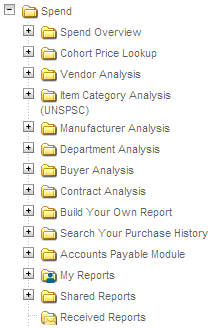 Spend
Spend Overview
Cohort Price Lookup
Vendor Analysis
Item Category Analysis
(UNSPSC)
Manufacturer Analysis
Department Analysis
Buyer Analysis
Contract Analysis
Build Your Own Report
Search Your Purchase History
Accounts Payable Module
My Reports
Shared Reports
Received Reports